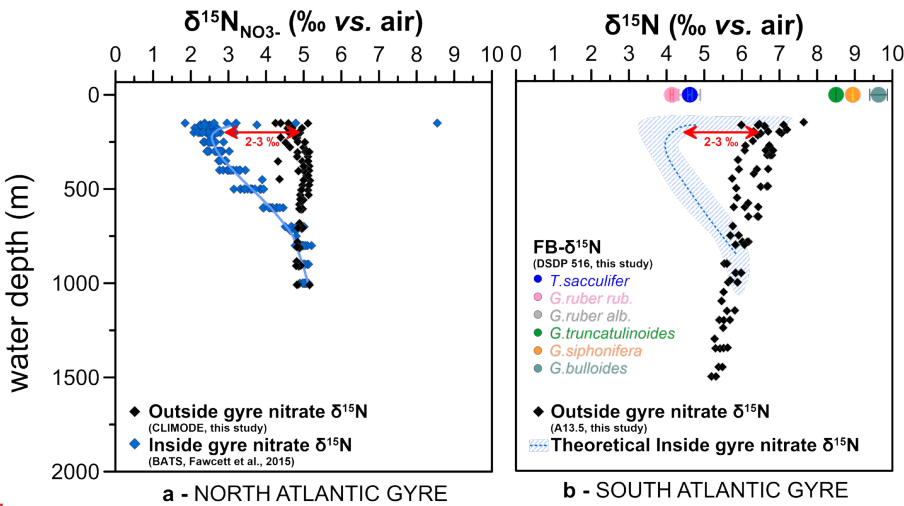 δ¹⁵N_NO3- (‰ vs. air)
δ¹⁵N (‰ vs. air)
0 1 2 3 4 5 6 7 8 9 10
0 1 2 3 4 5 6 7 8 9 10
water depth (m)
0
500
1000
1500
2000
2-3 ‰
2-3 ‰
FB-δ¹⁵N
(DSDP 516, this study)
T.sacculifer
G.ruber rub.
G.ruber alb.
G.truncatulinoides
G.siphonifera
G.bulloides
Outside gyre nitrate δ¹⁵N
(CLIMODE, this study)
Inside gyre nitrate δ¹⁵N
(BATS, Fawcett et al., 2015)
Outside gyre nitrate δ¹⁵N
(A13.5, this study)
Theoretical Inside gyre nitrate δ¹⁵N
a - NORTH ATLANTIC GYRE
b - SOUTH ATLANTIC GYRE